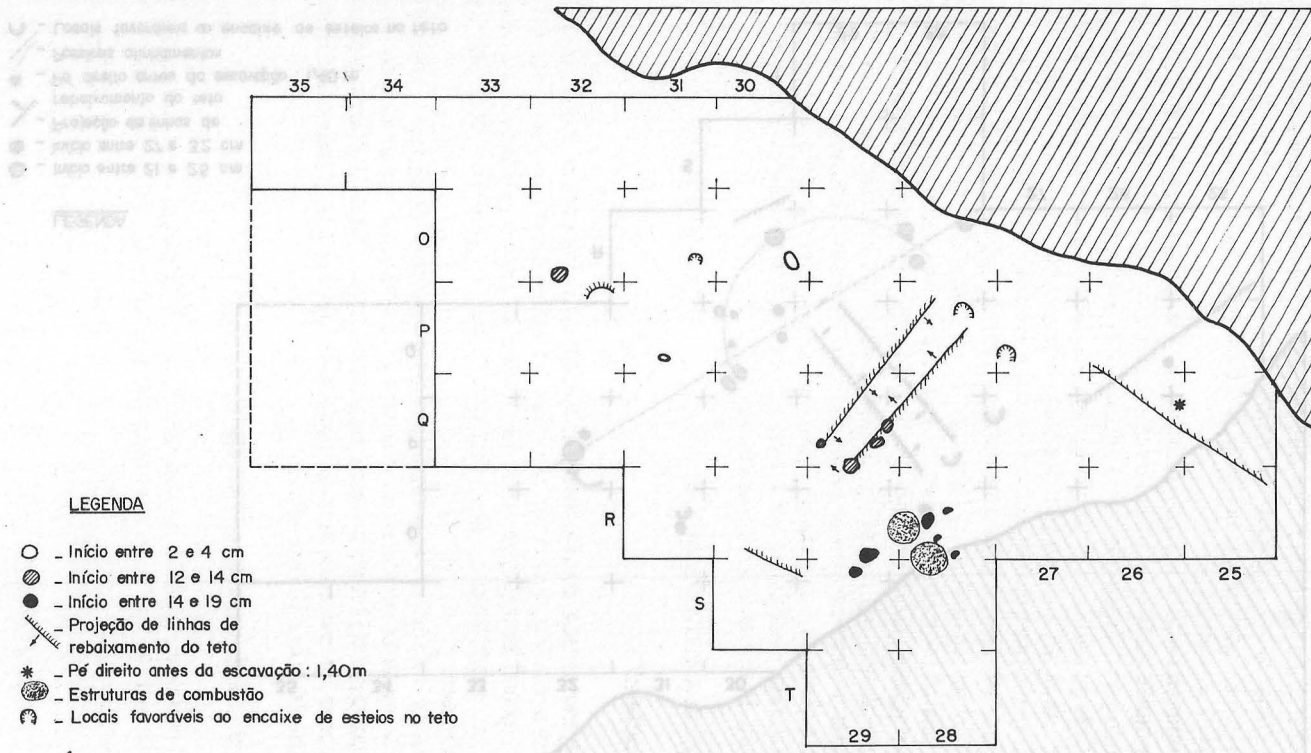 35 34 33 32 31 30
O
P
Q
R
S
T
27 26 25
29 28
LEGENDA
_ Início entre 2 e 4 cm
_ Início entre 12 e 14 cm
_ Início entre 14 e 19 cm
_ Projeção de linhas de
rebaixamento do teto
_ Pé direito antes da escavação : 1,40m
_ Estruturas de combustão
_ Locais favoráveis ao encaixe de esteios no teto